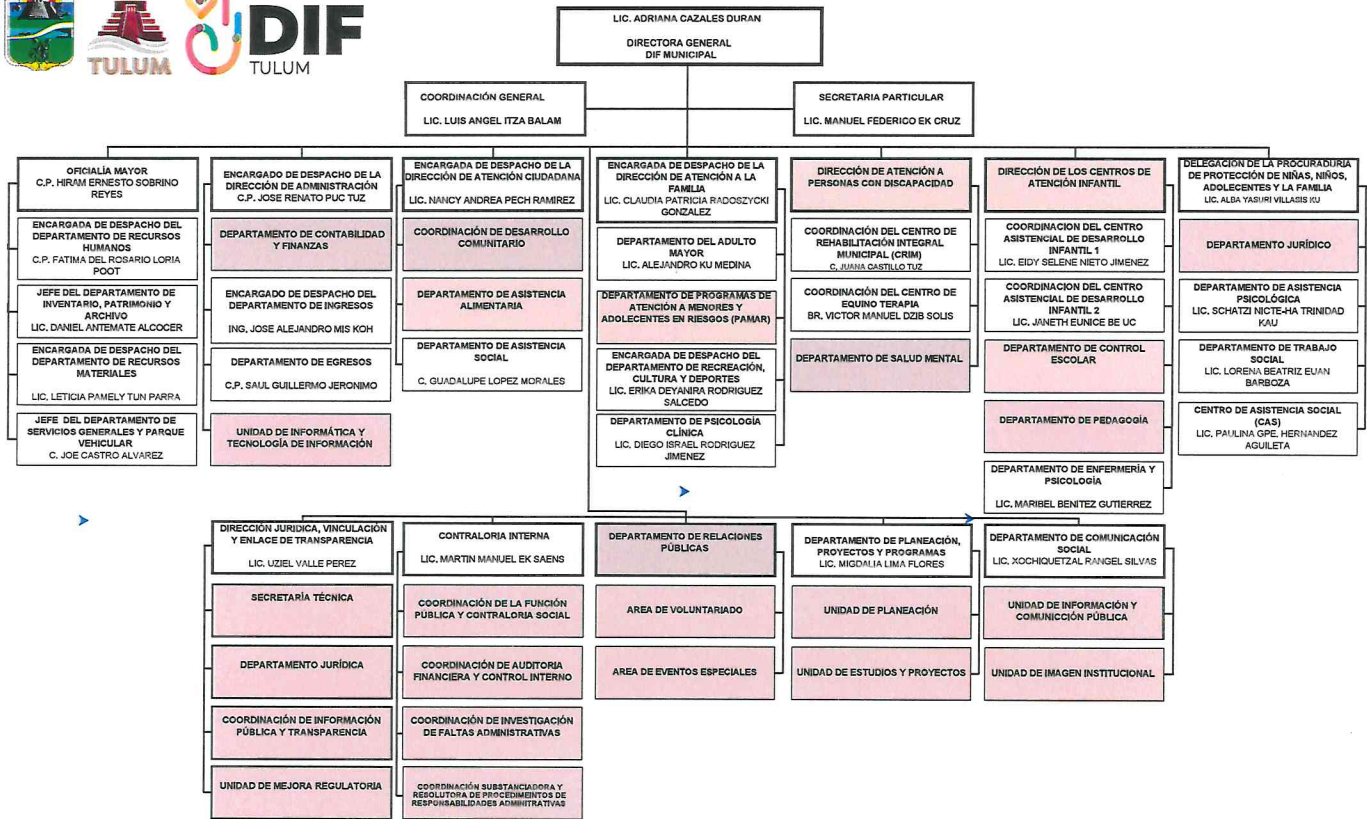 TULUM
DIF
TULUM
LIC. ADRIANA CAZALES DURAN
DIRECTORA GENERAL
DIF MUNICIPAL
COORDINACIÓN GENERAL
LIC. LUIS ANGEL ITZA BALAM
SECRETARIA PARTICULAR
LIC. MANUEL FEDERICO EK CRUZ
OFICIALÍA MAYOR
C.P. HIRAM ERNESTO SOBRINO
REYES
ENCARGADA DE DESPACHO DEL
DEPARTAMENTO DE RECURSOS
HUMANOS
C.P. FATIMA DEL ROSARIO LORIA
POOT
JEFE DEL DEPARTAMENTO DE
INVENTARIO, PATRIMONIO Y
ARCHIVO
LIC. DANIEL ANTEMATE ALCOCER
ENCARGADA DE DESPACHO DEL
DEPARTAMENTO DE RECURSOS
MATERIALES
LIC. LETICIA PAMELY TUN PARRA
JEFE DEL DEPARTAMENTO DE
SERVICIOS GENERALES Y PARQUE
VEHICULAR
C. JOE CASTRO ALVAREZ
ENCARGADO DE DESPACHO DE LA
DIRECCIÓN DE ADMINISTRACIÓN
C.P. JOSE RENATO PUC TUZ
DEPARTAMENTO DE CONTABILIDAD
Y FINANZAS
ENCARGADO DE DESPACHO DEL
DEPARTAMENTO DE INGRESOS
ING. JOSE ALEJANDRO MIS KOH
DEPARTAMENTO DE EGRESOS
C.P. SAUL GUILLERMO JERONIMO
UNIDAD DE INFORMÁTICA Y
TECNOLOGÍA DE INFORMACIÓN
ENCARGADA DE DESPACHO DE LA
DIRECCIÓN DE ATENCIÓN CIUDADANA
LIC. NANCY ANDREA PECH RAMIREZ
COORDINACIÓN DE DESARROLLO
COMUNITARIO
DEPARTAMENTO DE ASISTENCIA
ALIMENTARIA
DEPARTAMENTO DE ASISTENCIA
SOCIAL
C. GUADALUPE LOPEZ MORALES
ENCARGADA DE DESPACHO DE LA
DIRECCIÓN DE ATENCIÓN A LA
FAMILIA
LIC. CLAUDIA PATRICIA RADOSZYCKI
GONZALEZ
DEPARTAMENTO DEL ADULTO
MAYOR
LIC. ALEJANDRO KU MEDINA
DEPARTAMENTO DE PROGRAMAS DE
ATENCIÓN A MENORES Y
ADOLECENTES EN RIESGOS (PAMAR)
ENCARGADA DE DESPACHO DEL
DEPARTAMENTO DE RECREACIÓN,
CULTURA Y DEPORTES
LIC. ERIKA DEYANIRA RODRIGUEZ
SALCEDO
DEPARTAMENTO DE PSICOLOGÍA
CLÍNICA
LIC. DIEGO ISRAEL RODRIGUEZ
JIMENEZ
DIRECCIÓN DE ATENCIÓN A
PERSONAS CON DISCAPACIDAD
COORDINACIÓN DEL CENTRO DE
REHABILITACIÓN INTEGRAL
MUNICIPAL (CRIM)
C. JUANA CASTILLO TUZ
COORDINACIÓN DEL CENTRO DE
EQUINO TERAPIA
BR. VICTOR MANUEL DZIB SOLIS
DEPARTAMENTO DE SALUD MENTAL
DIRECCIÓN DE LOS CENTROS DE
ATENCIÓN INFANTIL
COORDINACION DEL CENTRO
ASISTENCIAL DE DESARROLLO
INFANTIL 1
LIC. EIDY SELENE NIETO JIMENEZ
COORDINACION DEL CENTRO
ASISTENCIAL DE DESARROLLO
INFANTIL 2
LIC. JANETH EUNICE BE UC
DEPARTAMENTO DE CONTROL
ESCOLAR
DEPARTAMENTO DE PEDAGOGÍA
DEPARTAMENTO DE ENFERMERÍA Y
PSICOLOGÍA
LIC. MARIBEL BENITEZ GUTIERREZ
DELEGACION DE LA PROCURADURIA
DE PROTECCIÓN DE NIÑAS, NIÑOS,
ADOLECENTES Y LA FAMILIA
LIC. ALBA YASURI VILLASIS KU
DEPARTAMENTO JURÍDICO
DEPARTAMENTO DE ASISTENCIA
PSICOLÓGICA
LIC. SCHATZI NICTE-HA TRINIDAD
KAU
DEPARTAMENTO DE TRABAJO
SOCIAL
LIC. LORENA BEATRIZ EUAN
BARBOZA
CENTRO DE ASISTENCIA SOCIAL
(CAS)
LIC. PAULINA GPE. HERNANDEZ
AGUILETA
DIRECCIÓN JURIDICA, VINCULACIÓN
Y ENLACE DE TRANSPARENCIA
LIC. UZIEL VALLE PEREZ
SECRETARÍA TÉCNICA
DEPARTAMENTO JURÍDICA
COORDINACIÓN DE INFORMACIÓN
PÚBLICA Y TRANSPARENCIA
UNIDAD DE MEJORA REGULATORIA
CONTRALORIA INTERNA
LIC. MARTIN MANUEL EK SAENS
COORDINACIÓN DE LA FUNCIÓN
PÚBLICA Y CONTRALORIA SOCIAL
COORDINACIÓN DE AUDITORIA
FINANCIERA Y CONTROL INTERNO
COORDINACIÓN DE INVESTIGACIÓN
DE FALTAS ADMINISTRATIVAS
COORDINACIÓN SUBSTANCIADORA Y
RESOLUTORA DE PROCEDIMEINTOS DE
RESPONSABILIDADES ADMINITRATIVAS
DEPARTAMENTO DE RELACIONES
PÚBLICAS
AREA DE VOLUNTARIADO
AREA DE EVENTOS ESPECIALES
DEPARTAMENTO DE PLANEACIÓN,
PROYECTOS Y PROGRAMAS
LIC. MIGDALIA LIMA FLORES
UNIDAD DE PLANEACIÓN
UNIDAD DE ESTUDIOS Y PROYECTOS
DEPARTAMENTO DE COMUNICACIÓN
SOCIAL
LIC. XOCHIQUETZAL RANGEL SILVAS
UNIDAD DE INFORMACIÓN Y
COMUNICCIÓN PÚBLICA
UNIDAD DE IMAGEN INSTITUCIONAL